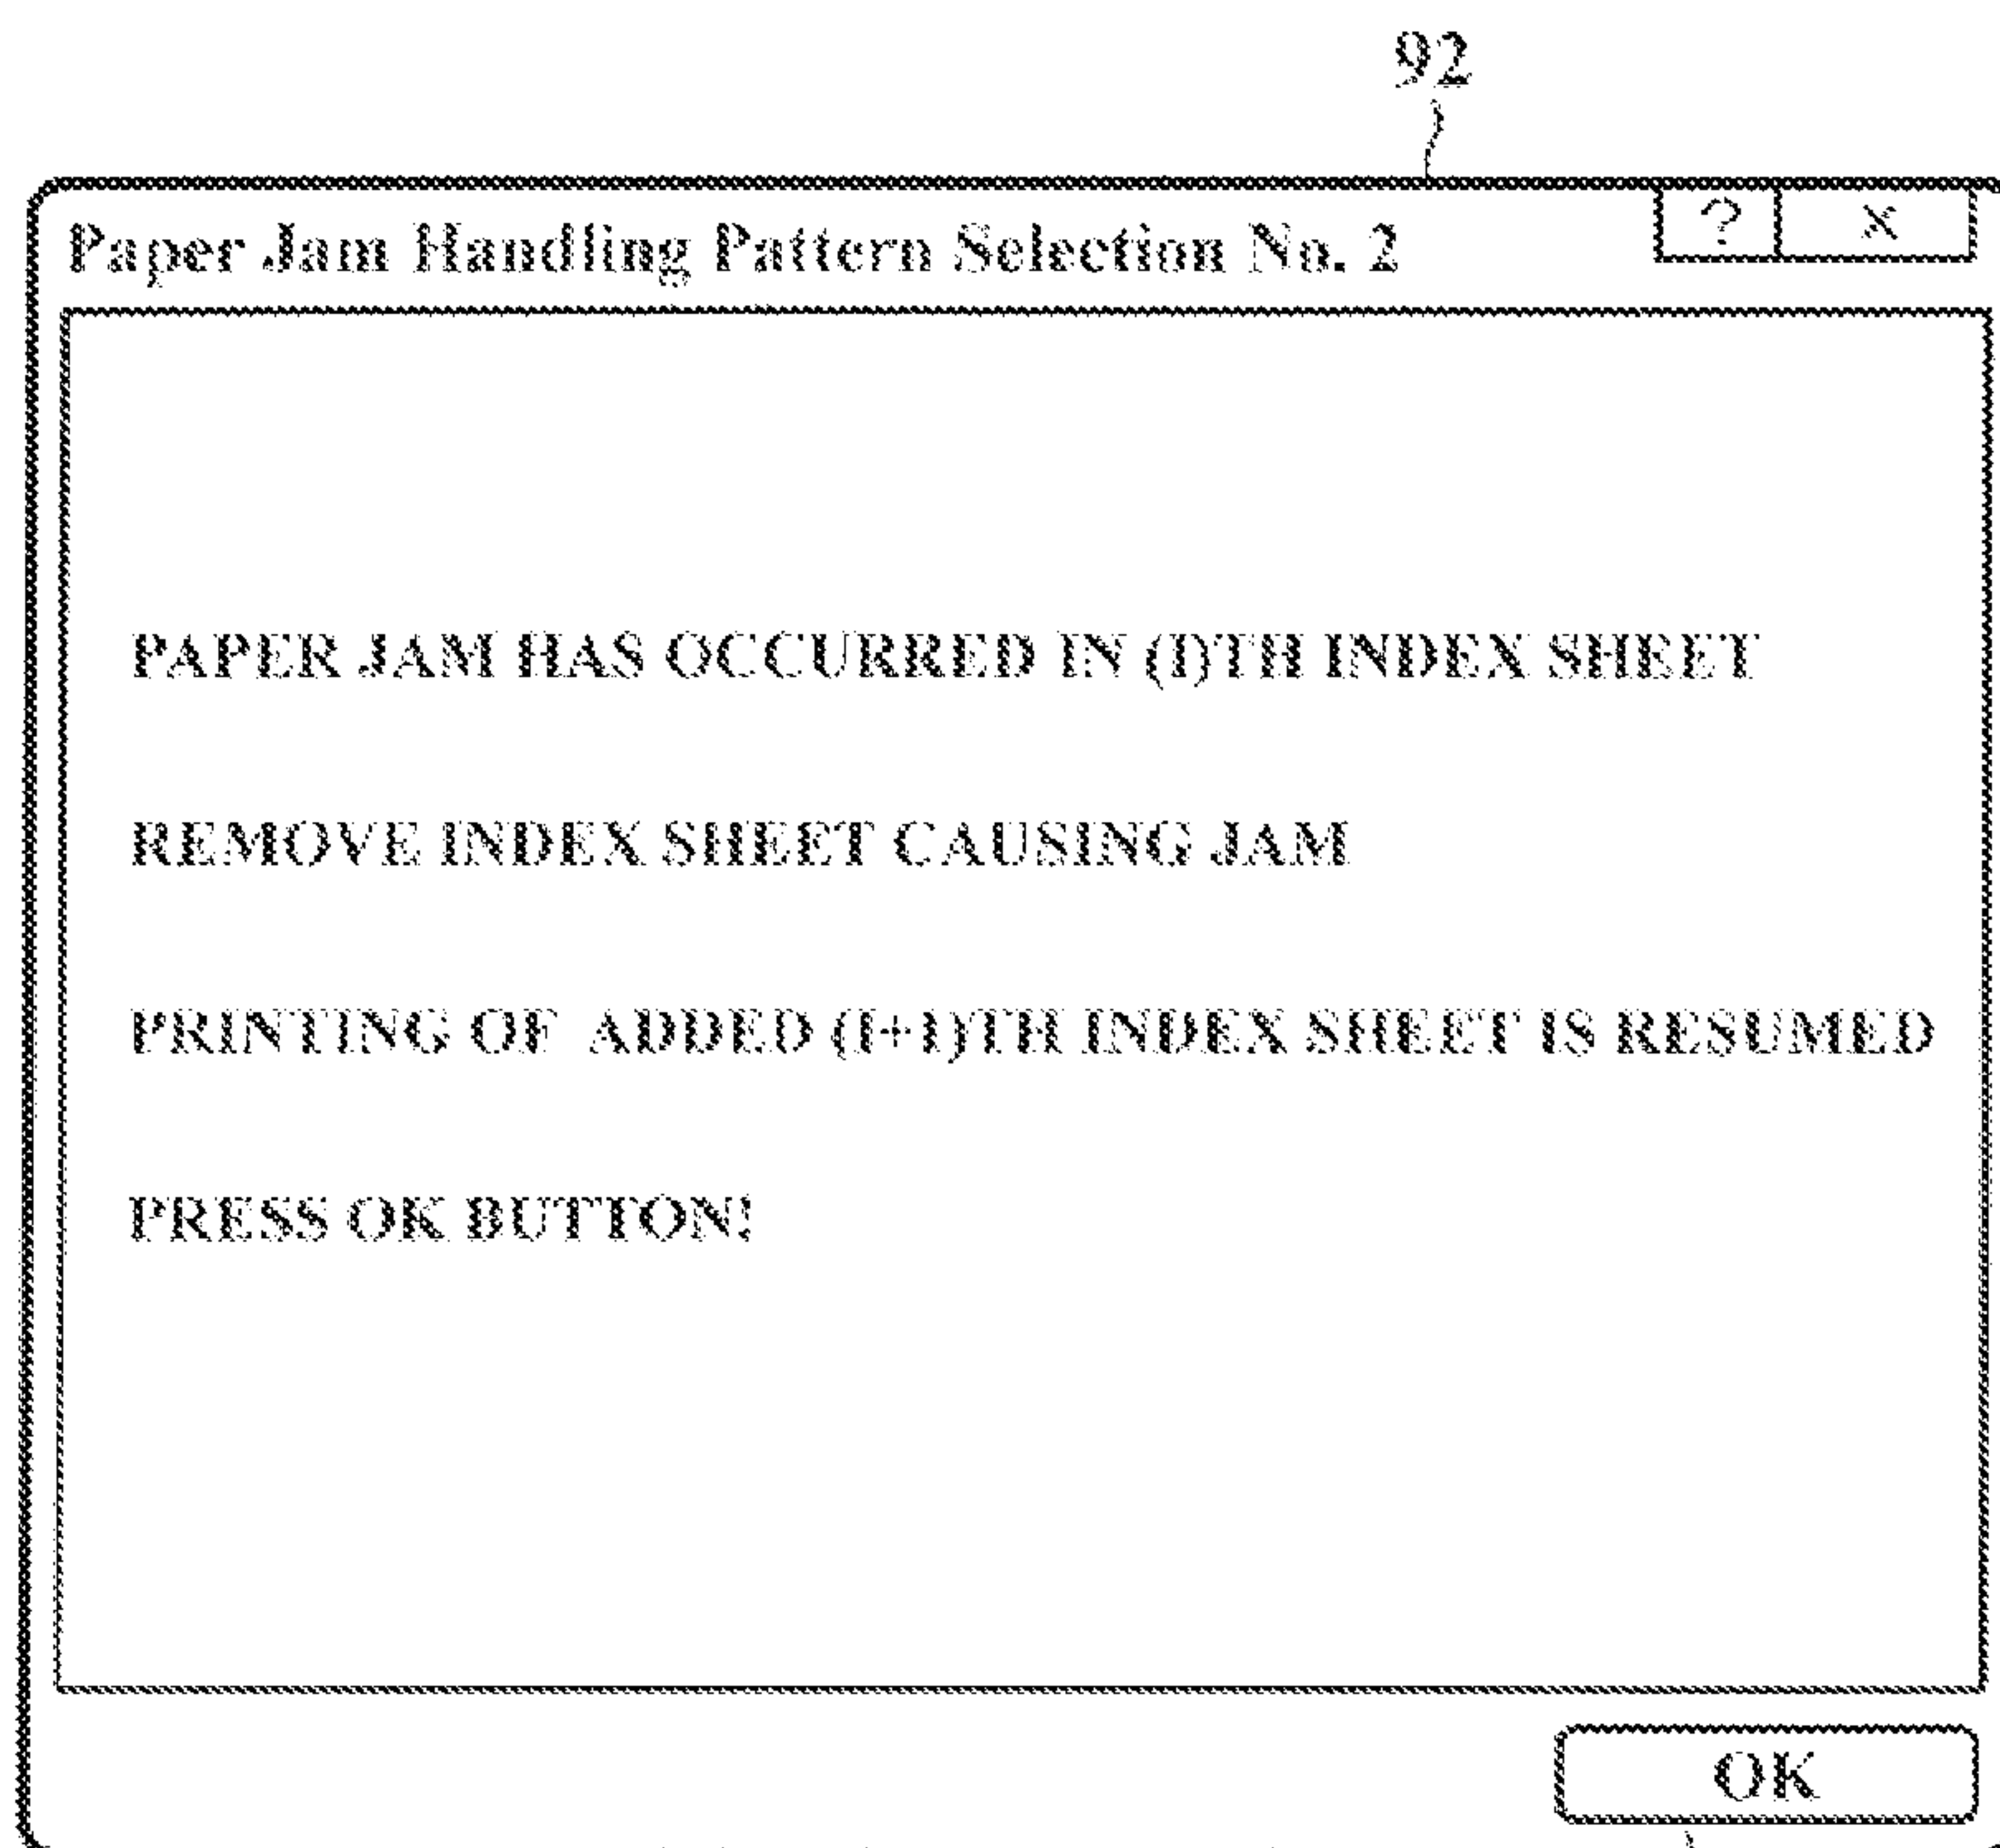 92
Paper Jam Handling Pattern Selection No. 2
? X
PAPER JAM HAS OCCURRED IN (I)TH INDEX SHEET
REMOVE INDEX SHEET CAUSING JAM
PRINTING OF ADDED (I+1)TH INDEX SHEET IS RESUMED
PRESS OK BUTTON!
OK